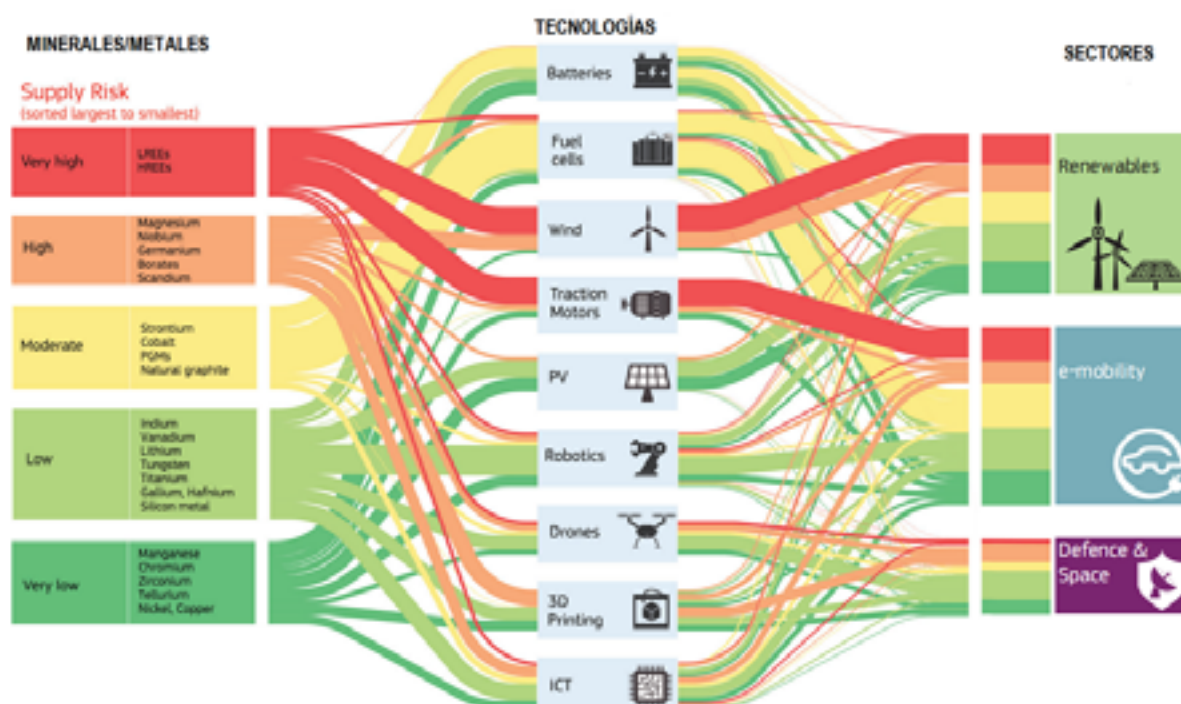 MINERALES/METALES
TECNOLOGÍAS
SECTORES
Supply Risk
(sorted largest to smallest)
Very high
LREEs
HREEs
High
Magnesium
Niobium
Germanium
Borates
Scandium
Moderate
Strontium
Cobalt
PGMs
Natural graphite
Low
Indium
Vanadium
Lithium
Tungsten
Titanium
Gallium, Hafnium
Silicon metal
Very low
Manganese
Chromium
Zirconium
Tellurium
Nickel, Copper
Batteries
Fuel
cells
Wind
Traction
Motors
PV
Robotics
Drones
3D
Printing
ICT
Renewables
e-mobility
Defence &
Space